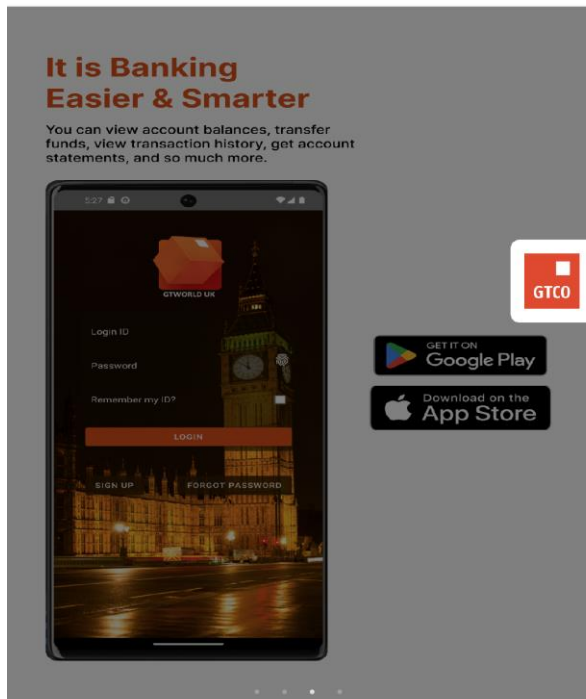 It is Banking
Easier & Smarter
You can view account balances, transfer
funds, view transaction history, get account
statements, and so much more.
5:27
GTWORLD UK
Login ID
Password
Remember my ID?
LOGIN
SIGN UP
FORGOT PASSWORD
GTCO
GET IT ON
Google Play
Download on the
App Store